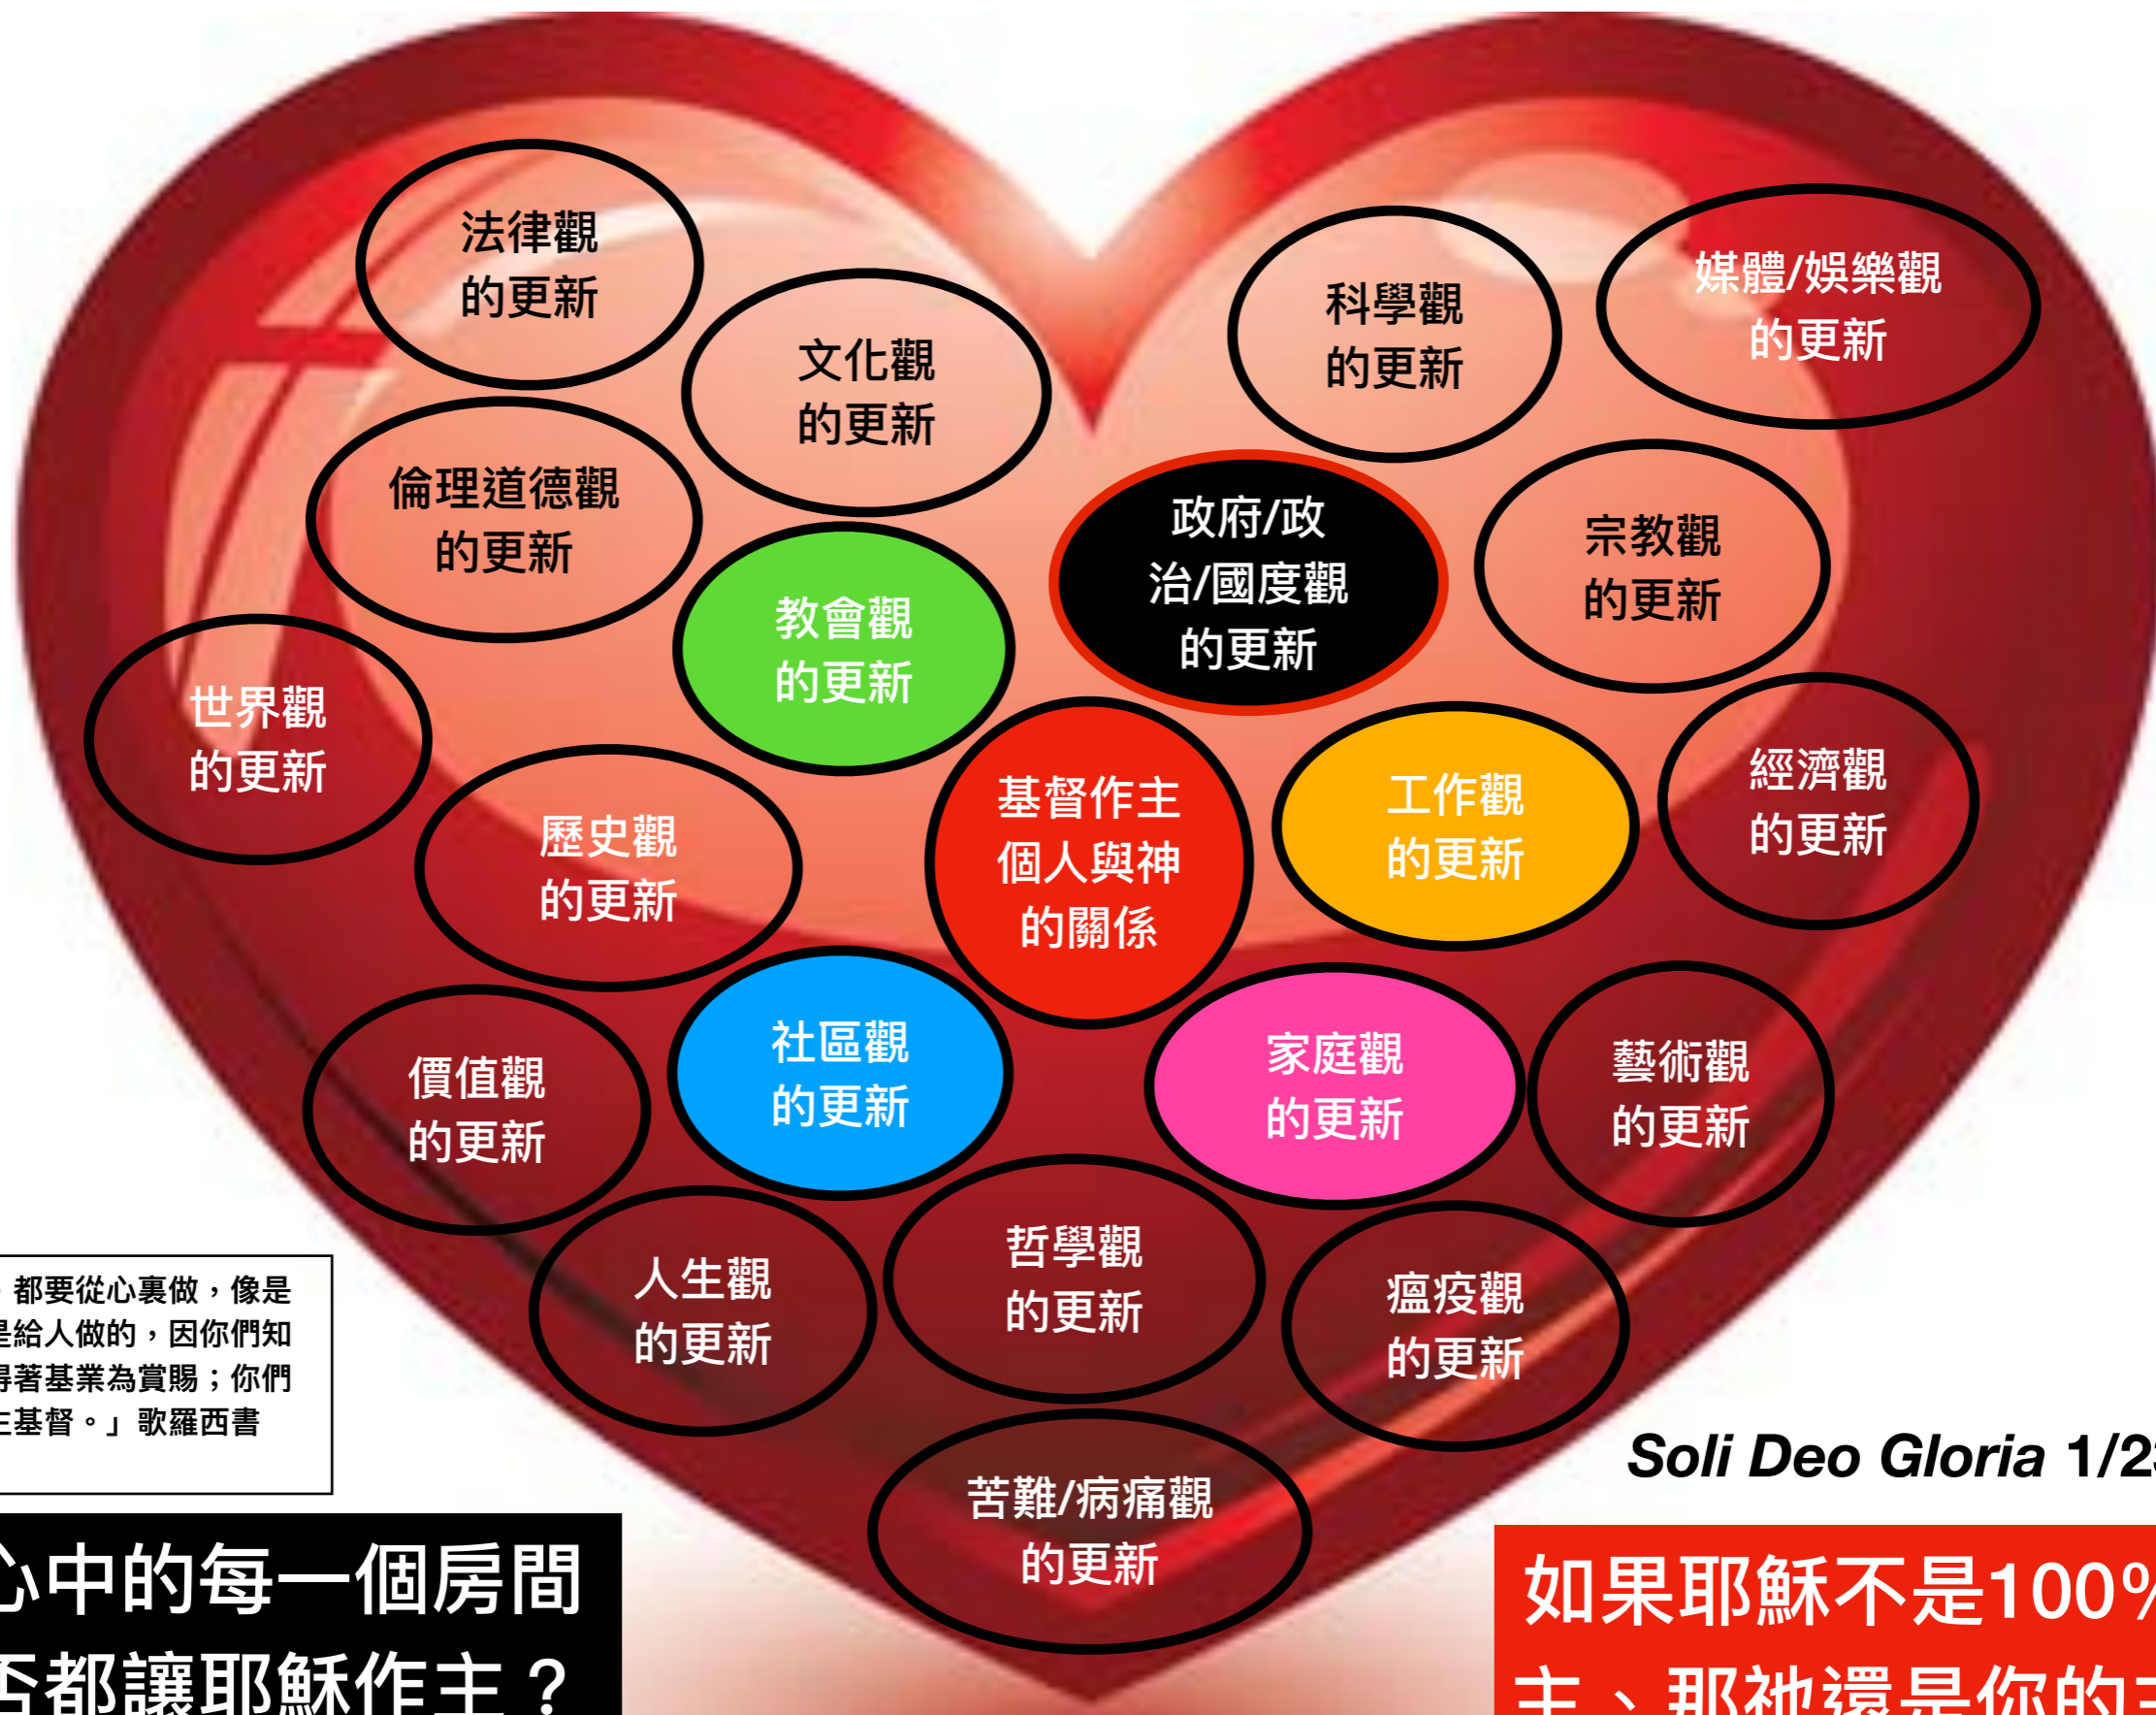 法律觀
的更新
文化觀
的更新
科學觀
的更新
媒體/娛樂觀
的更新
倫理道德觀
的更新
政府/政
治/國度觀
的更新
宗教觀
的更新
教會觀
的更新
世界觀
的更新
基督作主
個人與神
的關係
工作觀
的更新
經濟觀
的更新
歷史觀
的更新
社區觀
的更新
家庭觀
的更新
藝術觀
的更新
價值觀
的更新
人生觀
的更新
哲學觀
的更新
瘟疫觀
的更新
苦難/病痛觀
的更新
，都要從心裏做，像是
是給人做的，因你們知
得著基業為賞賜；你們
主基督。」歌羅西書
Soli Deo Gloria 1/23
心中的每一個房間
否都讓耶穌作主？
如果耶穌不是100%
主、那祂還是你的主